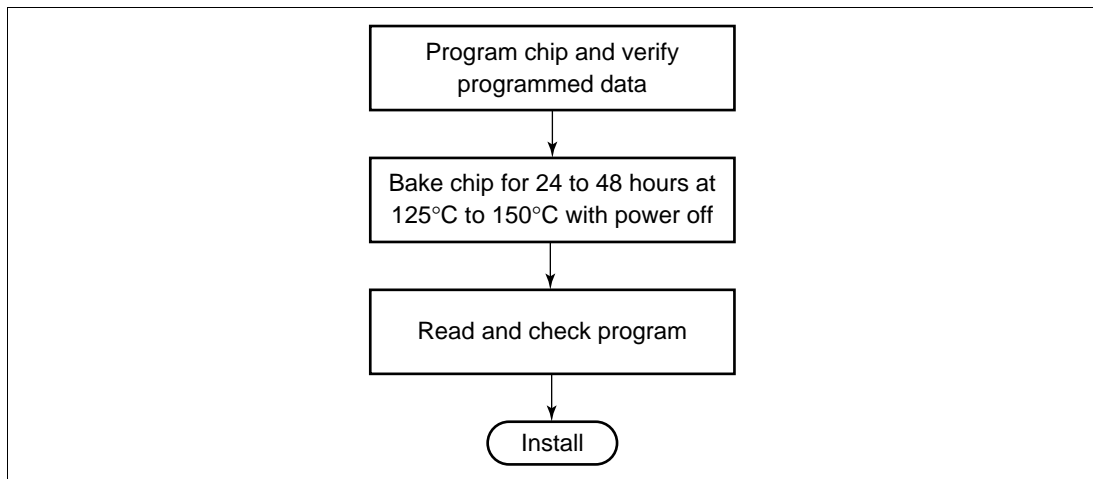 Program chip and verify
programmed data
Bake chip for 24 to 48 hours at
125°C to 150°C with power off
Read and check program
Install